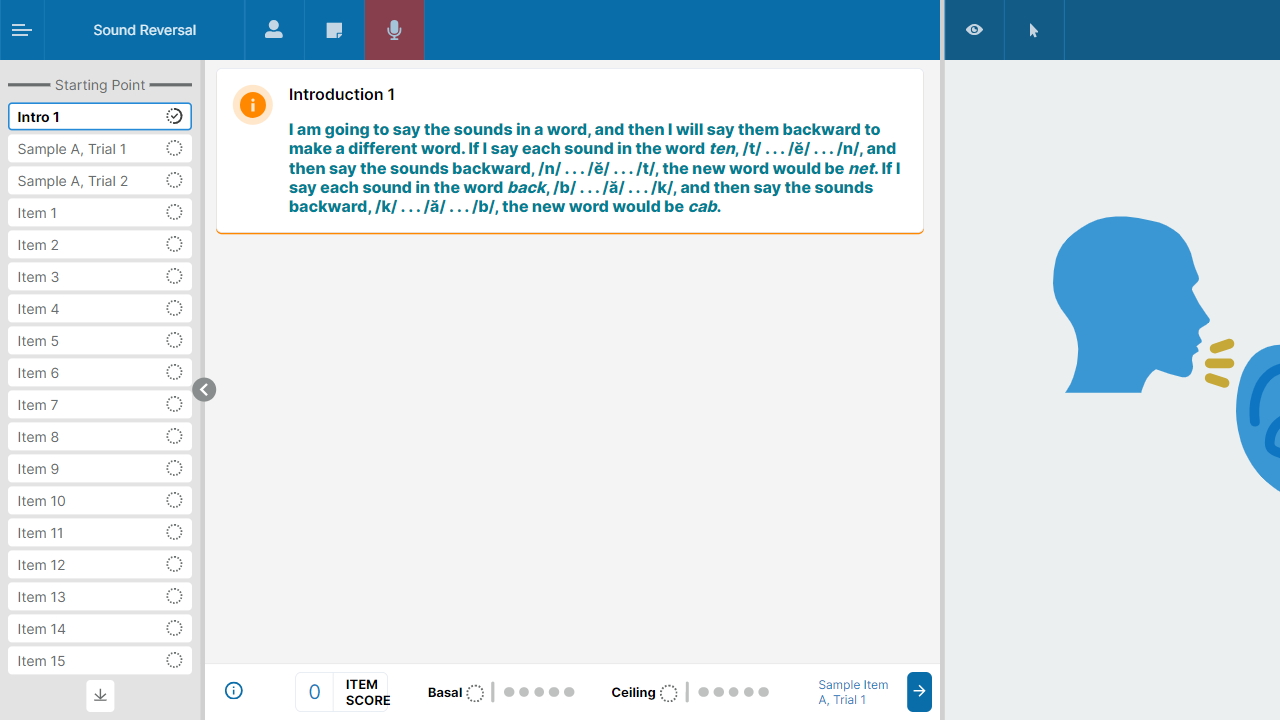 Sound Reversal
Starting Point
Intro 1
Sample A, Trial 1
Sample A, Trial 2
Item 1
Item 2
Item 3
Item 4
Item 5
Item 6
Item 7
Item 8
Item 9
Item 10
Item 11
Item 12
Item 13
Item 14
Item 15
Introduction 1
I am going to say the sounds in a word, and then I will say them backward to
make a different word. If I say each sound in the word ten, /t/ . . . /ĕ/ . . . /n/, and
then say the sounds backward, /n/ . . . /ĕ/ . . . /t/, the new word would be net. If I
say each sound in the word back, /b/ . . . /ă/ . . . /k/, and then say the sounds
backward, /k/ . . . /ă/ . . . /b/, the new word would be cab.
0
ITEM
SCORE
Basal
Ceiling
Sample Item
A, Trial 1